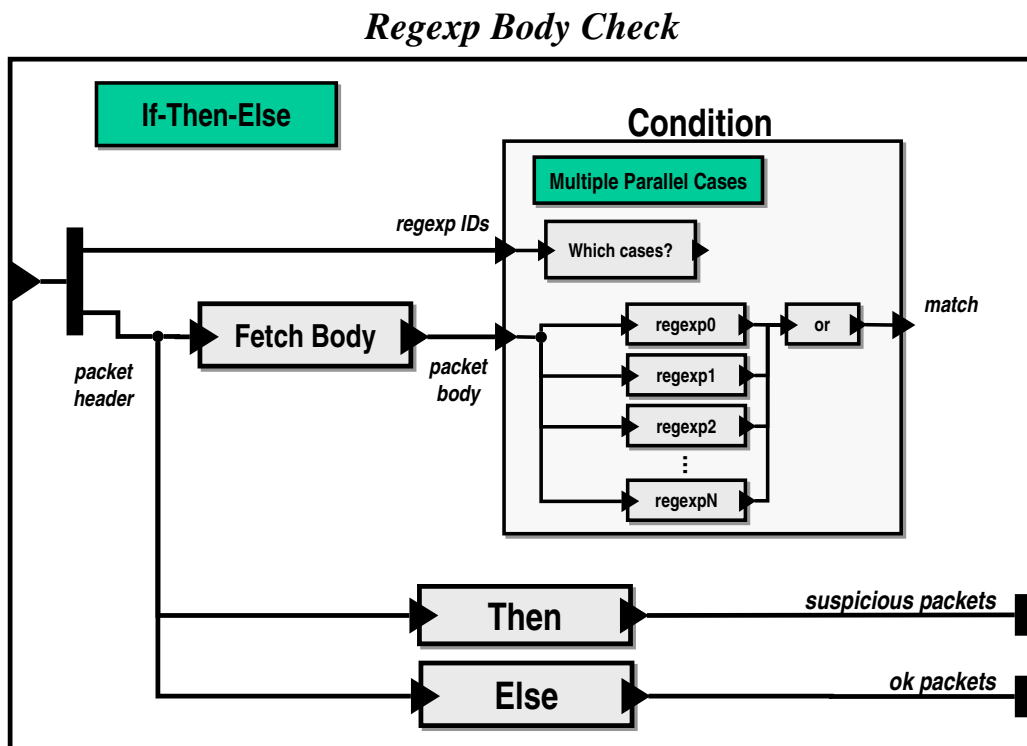 Regexp Body Check
If-Then-Else
Condition
Multiple Parallel Cases
regexp IDs
Which cases?
match
regexp0
or
Fetch Body
packet
header
packet
body
regexp1
regexp2
...
regexpN
Then
suspicious packets
Else
ok packets